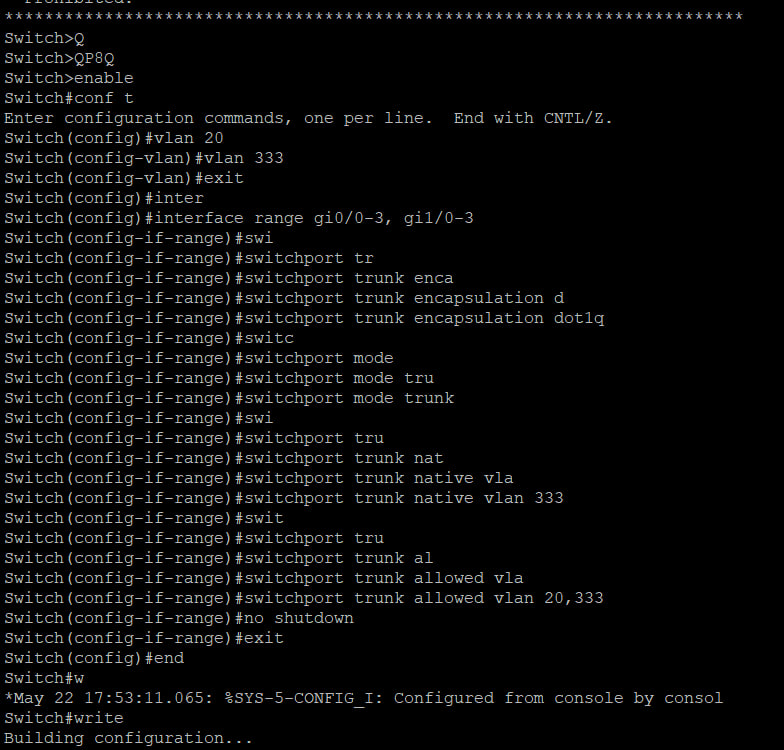 Prohibited.
**************************************************************************
Switch>Q
Switch>QP8Q
Switch>enable
Switch#conf t
Enter configuration commands, one per line.  End with CNTL/Z.
Switch(config)#vlan 20
Switch(config-vlan)#vlan 333
Switch(config-vlan)#exit
Switch(config)#inter
Switch(config)#interface range gi0/0-3, gi1/0-3
Switch(config-if-range)#swi
Switch(config-if-range)#switchport tr
Switch(config-if-range)#switchport trunk enca
Switch(config-if-range)#switchport trunk encapsulation d
Switch(config-if-range)#switchport trunk encapsulation dot1q
Switch(config-if-range)#switc
Switch(config-if-range)#switchport mode
Switch(config-if-range)#switchport mode tru
Switch(config-if-range)#switchport mode trunk
Switch(config-if-range)#swi
Switch(config-if-range)#switchport tru
Switch(config-if-range)#switchport trunk nat
Switch(config-if-range)#switchport trunk native vla
Switch(config-if-range)#switchport trunk native vlan 333
Switch(config-if-range)#swit
Switch(config-if-range)#switchport tru
Switch(config-if-range)#switchport trunk al
Switch(config-if-range)#switchport trunk allowed vla
Switch(config-if-range)#switchport trunk allowed vlan 20,333
Switch(config-if-range)#no shutdown
Switch(config-if-range)#exit
Switch(config)#end
Switch#w
*May 22 17:53:11.065: %SYS-5-CONFIG_I: Configured from console by consol
Switch#write
Building configuration...